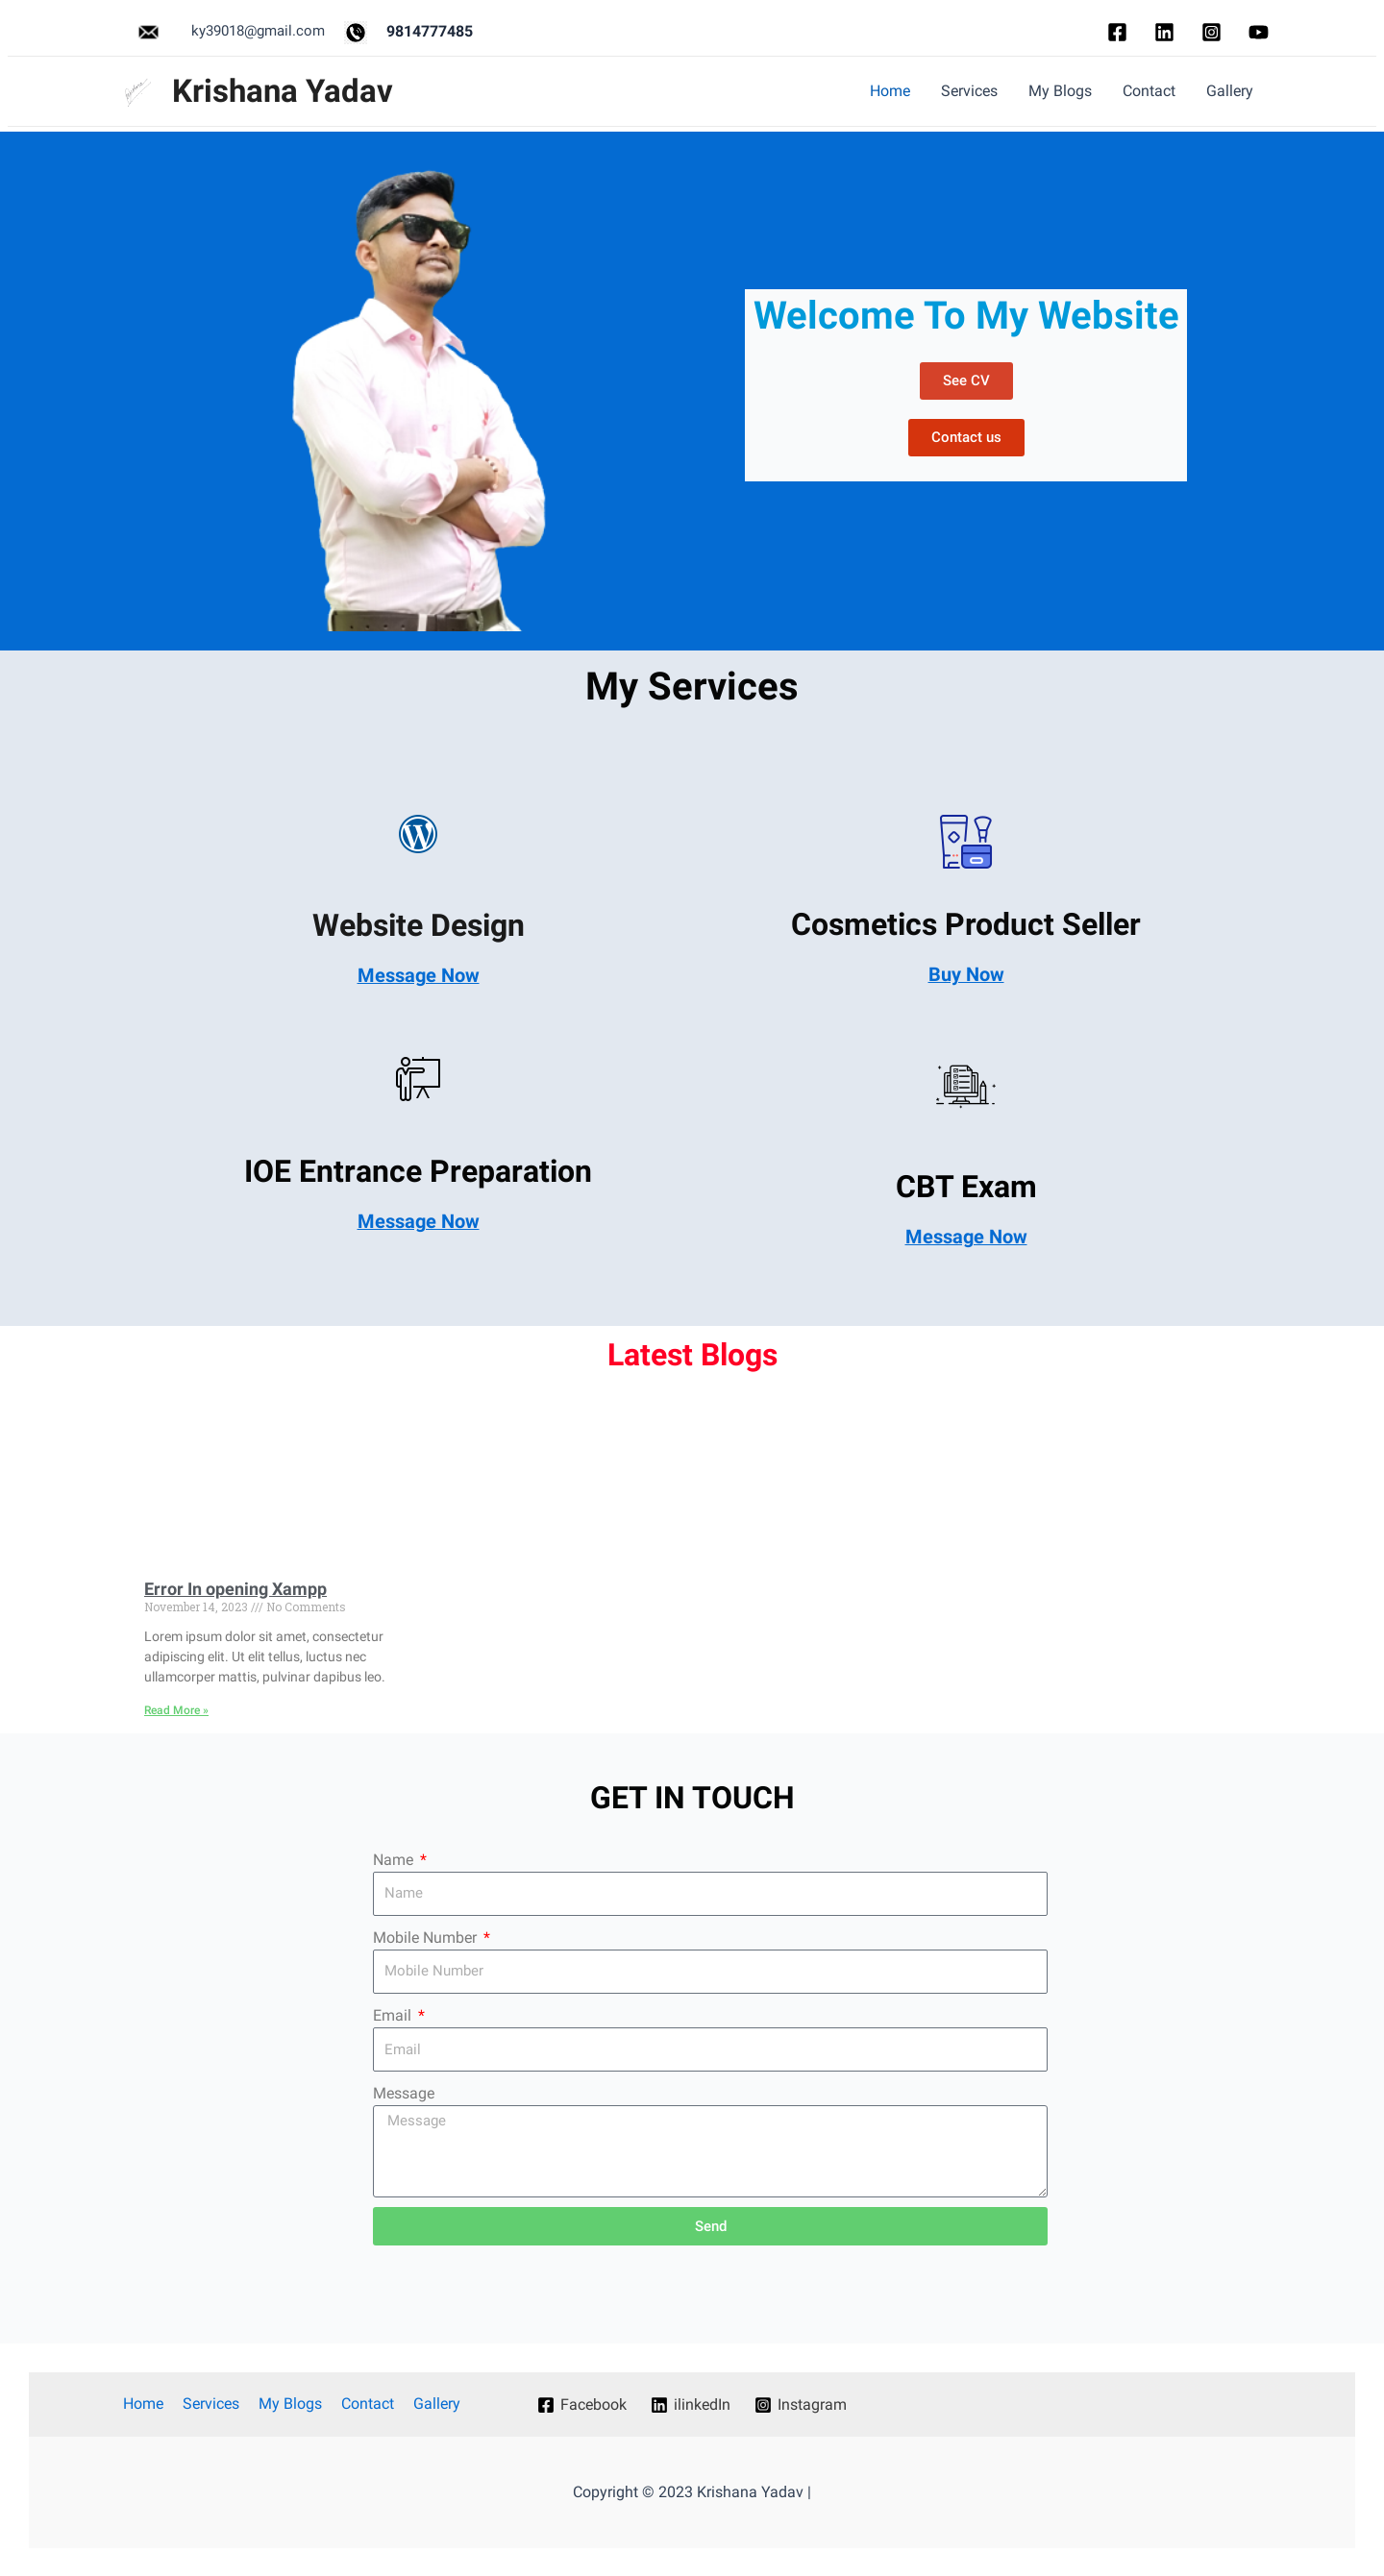 ky39018@gmail.com 9814777485
Krishana Yadav
Home Services My Blogs Contact Gallery
Welcome To My Website
See CV
Contact us
My Services
Website Design
Message Now
Cosmetics Product Seller
Buy Now
IOE Entrance Preparation
Message Now
CBT Exam
Message Now
Latest Blogs
Error In opening Xampp
November 14, 2023 /// No Comments
Lorem ipsum dolor sit amet, consectetur
adipiscing elit. Ut elit tellus, luctus nec
ullamcorper mattis, pulvinar dapibus leo.
Read More »
GET IN TOUCH
Name *
Name
Mobile Number *
Mobile Number
Email *
Email
Message
Message
Send
Home Services My Blogs Contact Gallery Facebook ilinkedIn Instagram
Copyright © 2023 Krishana Yadav |